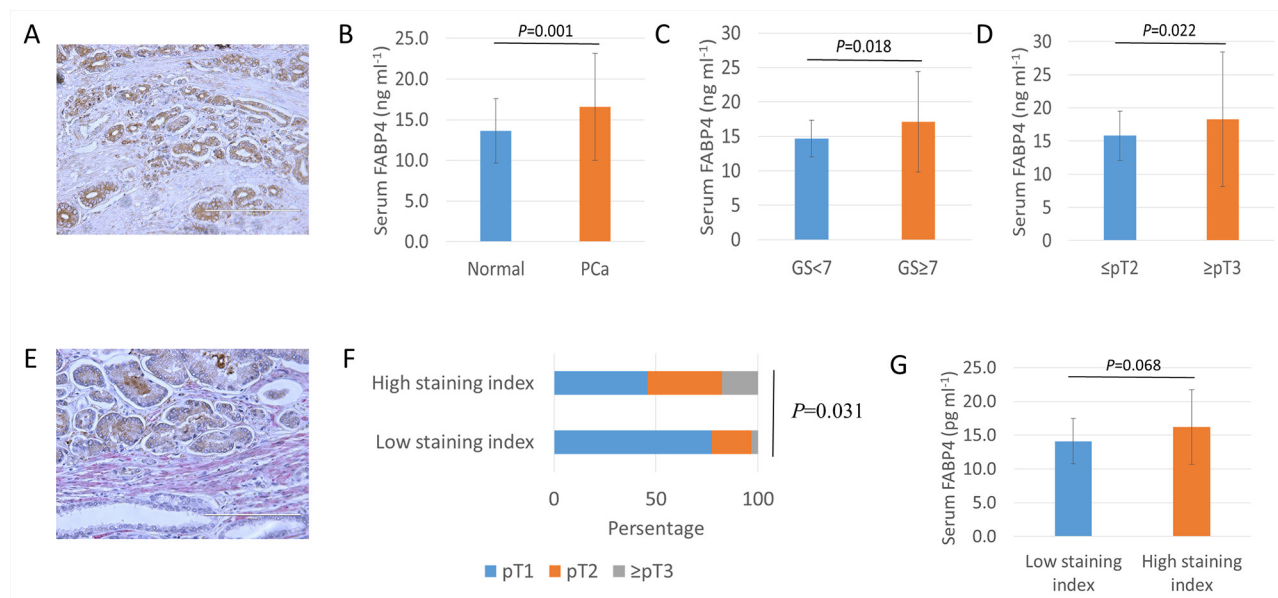 A
B
Serum FABP4 (ng ml-1)
25.0
20.0
15.0
10.0
5.0
0.0
P=0.001
Normal PCa
C
Serum FABP4 (ng ml-1)
30
25
20
15
10
5
0
P=0.018
GS<7 GS≥7
D
Serum FABP4 (ng ml-1)
30
25
20
15
10
5
0
P=0.022
≤pT2 ≥pT3
E
F
High staining index
Low staining index
P=0.031
0 50 100
Persentage
pT1 pT2 ≥pT3
G
Serum FABP4 (pg ml-1)
25.0
20.0
15.0
10.0
5.0
0.0
P=0.068
Low staining High staining
index index